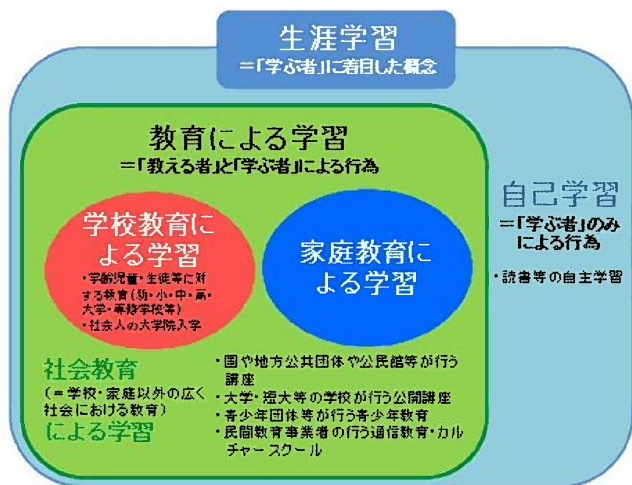 生涯学習
＝｢学ぶ者｣に着目した概念
教育による学習
＝｢教える者｣と｢学ぶ者｣による行為
学校教育に
よる学習
・学齢児童・生徒等に対
する教育(幼・小・中・高・
大学・専修学校等)
・社会人の大学院入学
家庭教育に
よる学習
社会教育
(＝学校・家庭以外の広く
社会における教育)
による学習
・国や地方公共団体や公民館等が行う
講座
・大学・短大等の学校が行う公開講座
・青少年団体等が行う青少年教育
・民間教育事業者の行う通信教育・カル
チャースクール
自己学習
＝｢学ぶ者｣のみ
による行為
・読書等の自主学習